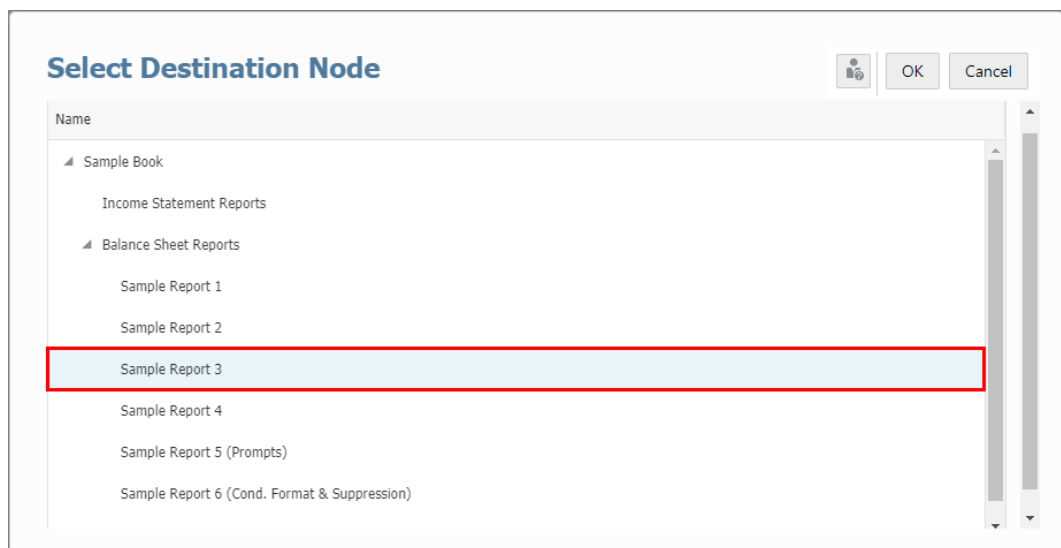 Select Destination Node
OK
Cancel
Name
Sample Book
Income Statement Reports
Balance Sheet Reports
Sample Report 1
Sample Report 2
Sample Report 3
Sample Report 4
Sample Report 5 (Prompts)
Sample Report 6 (Cond. Format & Suppression)